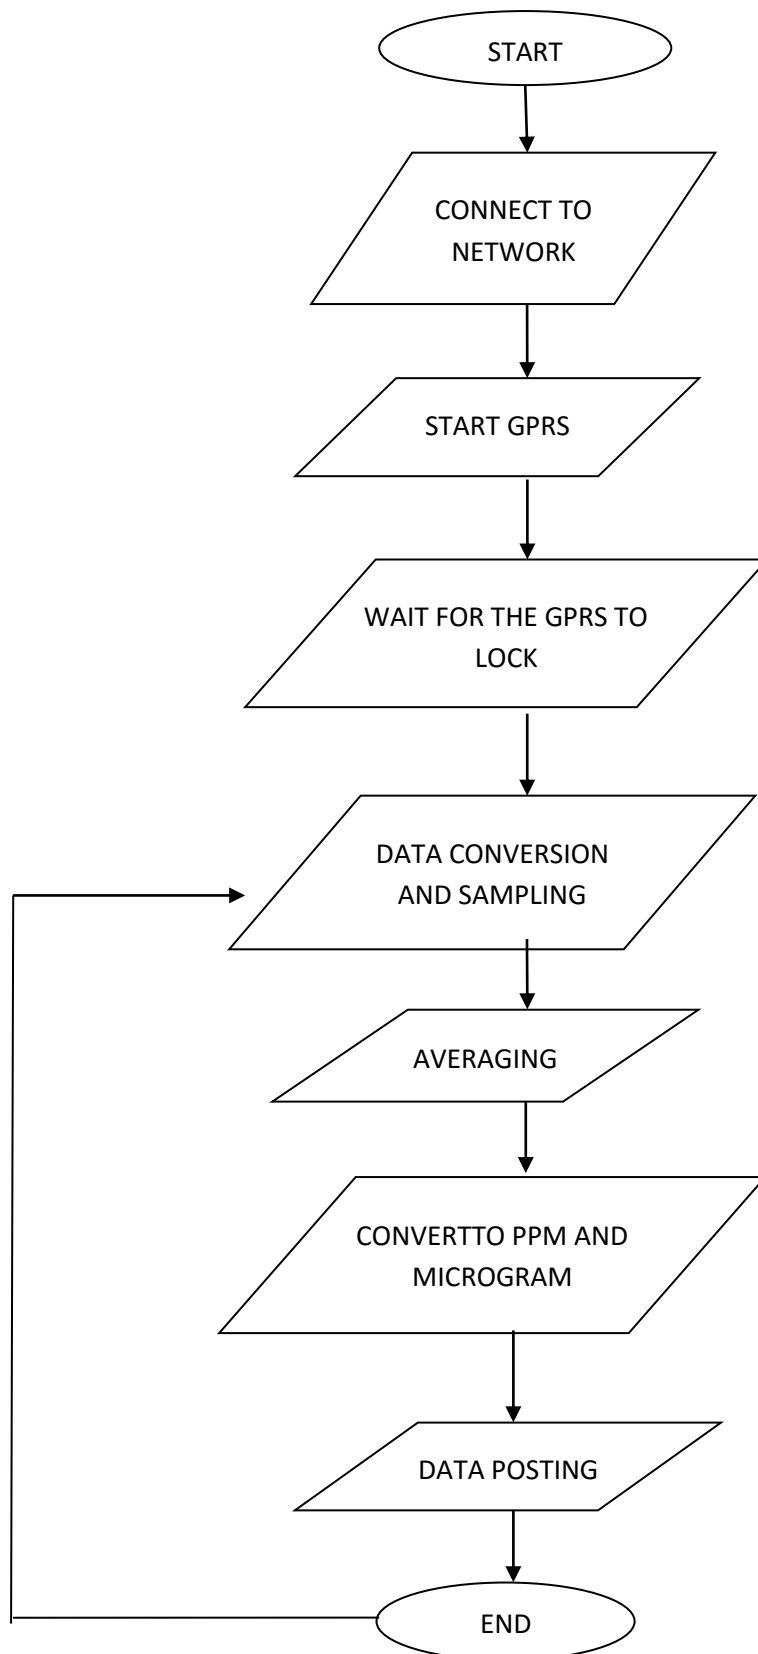 START
CONNECT TO
NETWORK
START GPRS
WAIT FOR THE GPRS TO
LOCK
DATA CONVERSION
AND SAMPLING
AVERAGING
CONVERTTO PPM AND
MICROGRAM
DATA POSTING
END